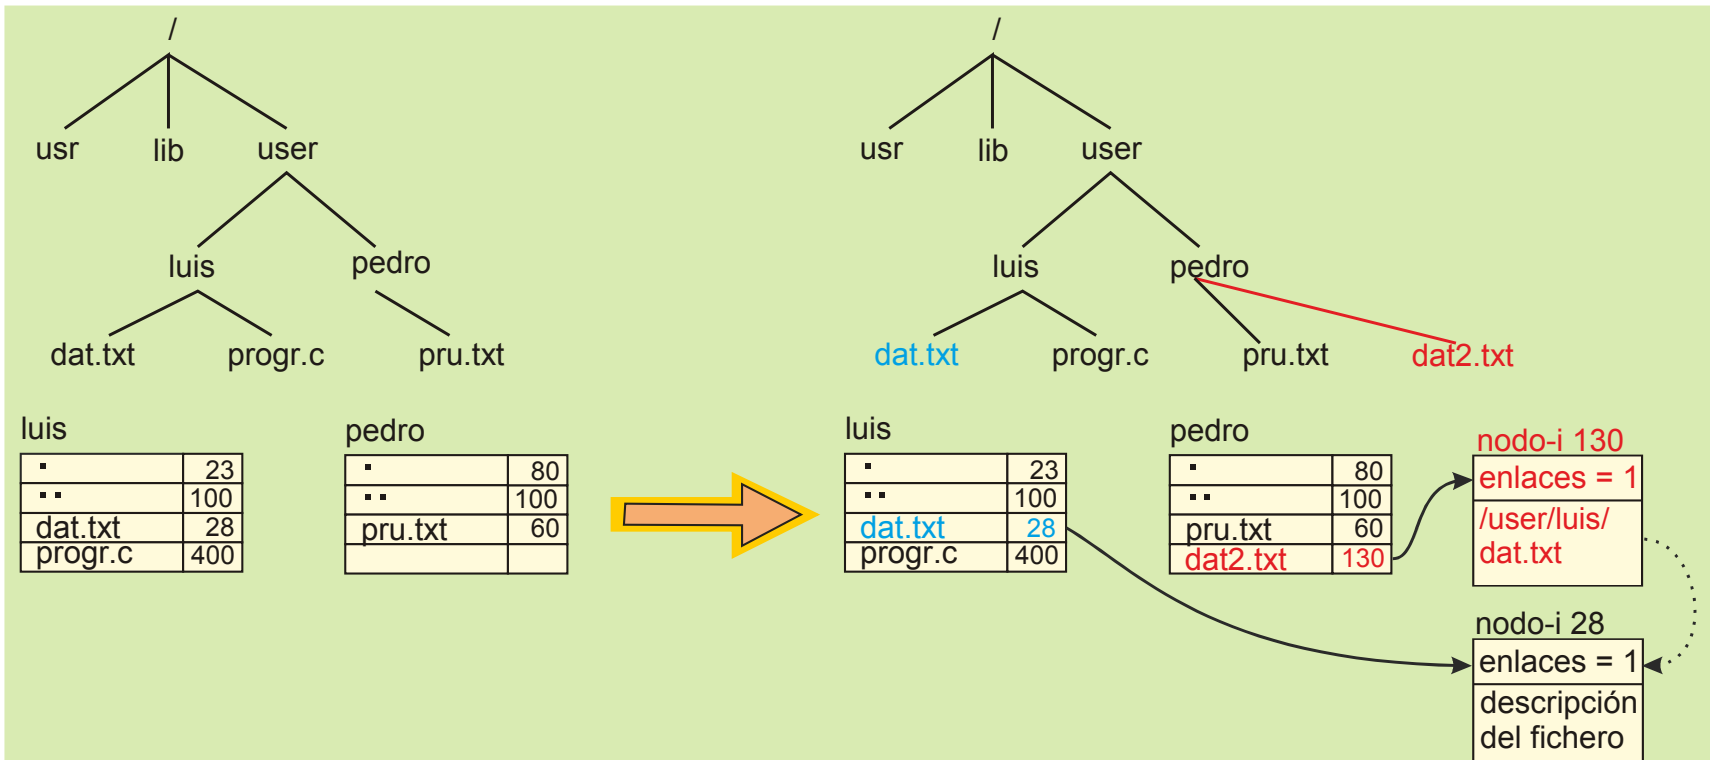 /
usr lib user
luis pedro
dat.txt progr.c pru.txt
luis
. 23
.. 100
dat.txt 28
progr.c 400
pedro
. 80
.. 100
pru.txt 60
/
usr lib user
luis pedro
dat.txt progr.c pru.txt dat2.txt
luis
. 23
.. 100
dat.txt 28
progr.c 400
pedro
. 80
.. 100
pru.txt 60
dat2.txt 130
nodo-i 130
enlaces = 1
/user/luis/
dat.txt
nodo-i 28
enlaces = 1
descripción
del fichero